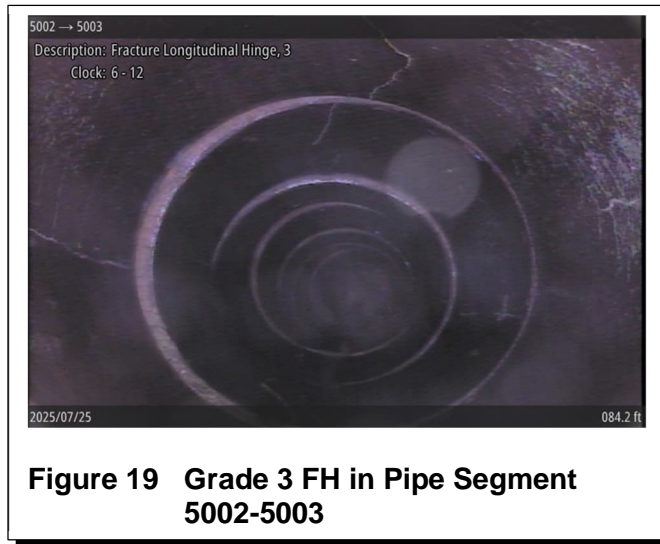 5002 → 5003
Description: Fracture Longitudinal Hinge, 3
Clock: 6 - 12
2025/07/25
084.2 ft
Figure 19 Grade 3 FH in Pipe Segment
5002-5003